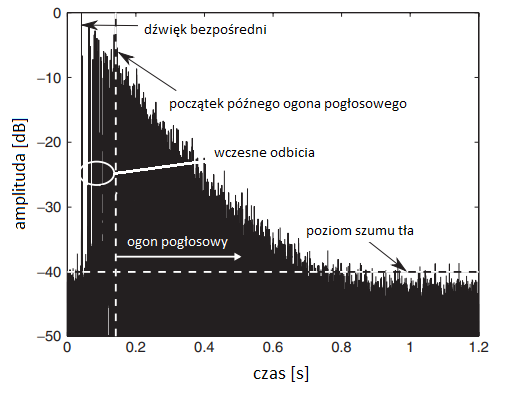 dźwięk bezpośredni
początek późnego ogona pogłosowego
wczesne odbicia
ogon pogłosowy
poziom szumu tła
amplituda [dB]
0
−10
−20
−30
−40
−50
0 0.2 0.4 0.6 0.8 1 1.2
czas [s]